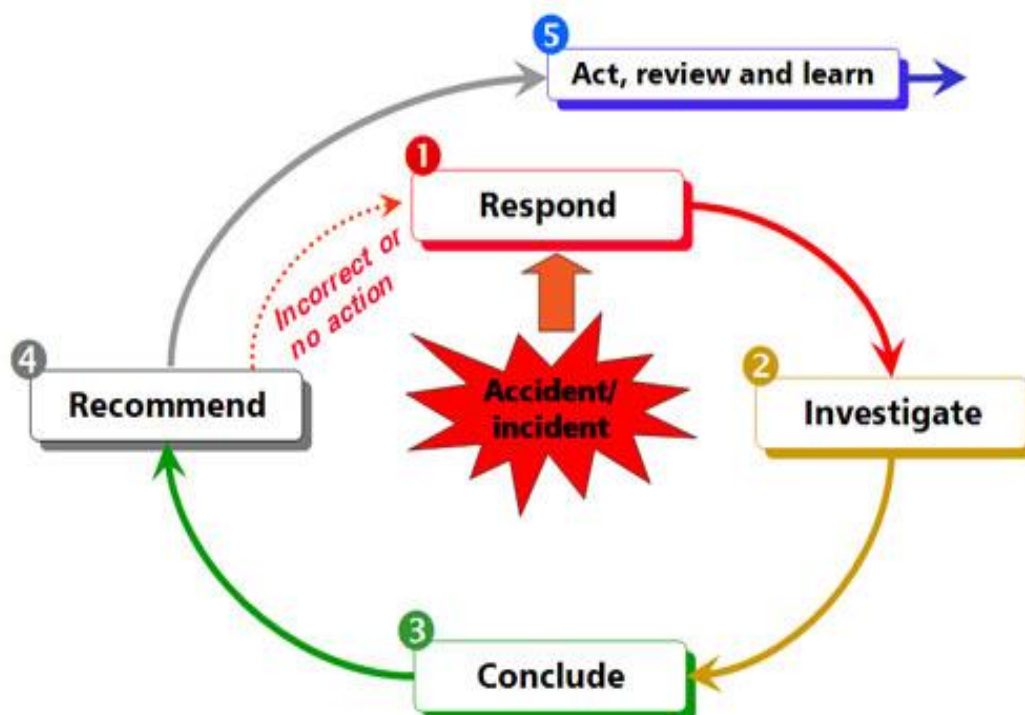 5
Act, review and learn
1
Respond
Incorrect or
no action
4
Recommend
Accident/
incident
2
Investigate
3
Conclude